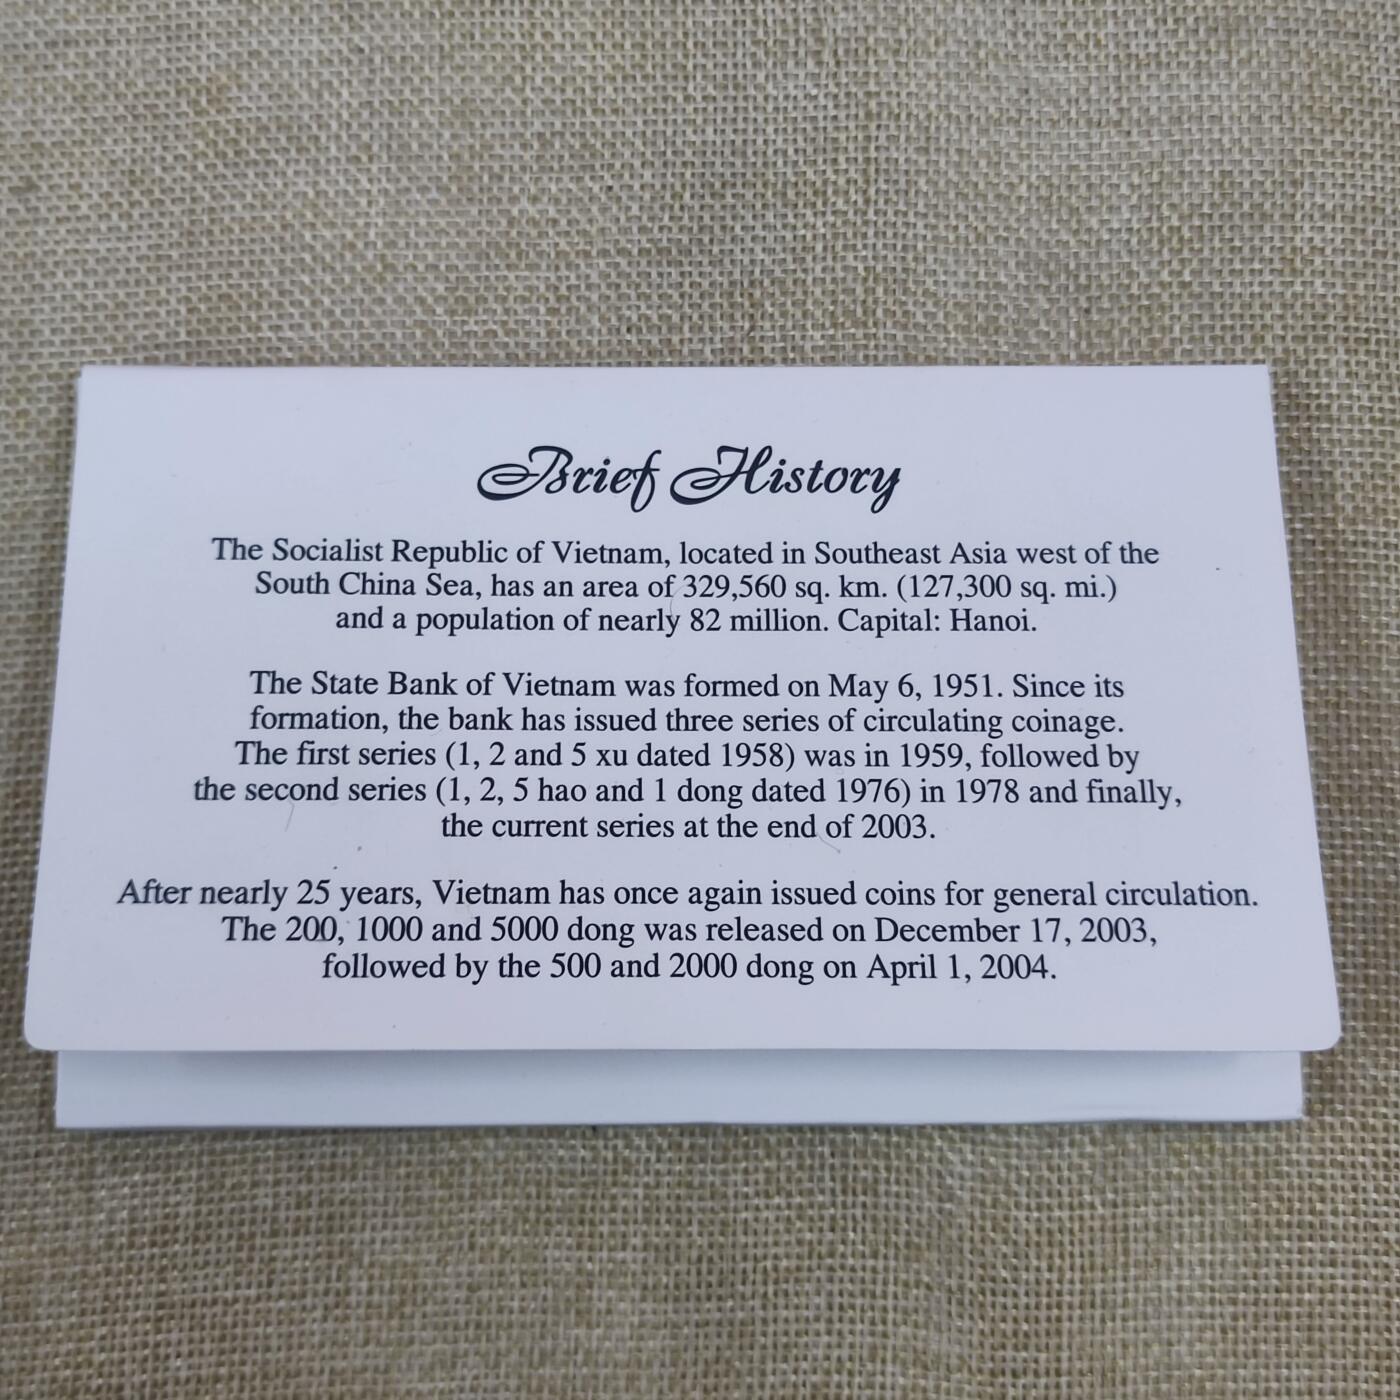 Brief History
The Socialist Republic of Vietnam, located in Southeast Asia west of the
South China Sea, has an area of 329,560 sq. km. (127,300 sq. mi.)
and a population of nearly 82 million. Capital: Hanoi.
The State Bank of Vietnam was formed on May 6, 1951. Since its
formation, the bank has issued three series of circulating coinage.
The first series (1, 2 and 5 xu dated 1958) was in 1959, followed by
the second series (1, 2, 5 hao and 1 dong dated 1976) in 1978 and finally,
the current series at the end of 2003.
After nearly 25 years, Vietnam has once again issued coins for general circulation.
The 200, 1000 and 5000 dong was released on December 17, 2003,
followed by the 500 and 2000 dong on April 1, 2004.